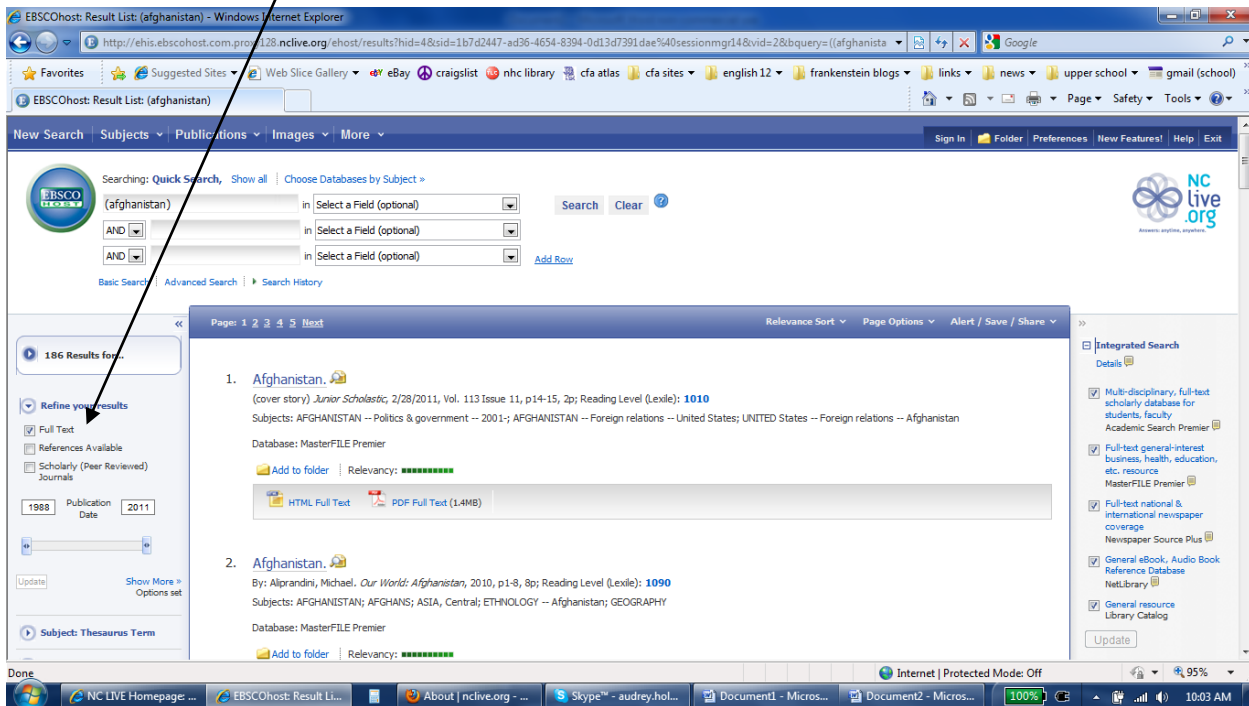 EBSCOhost: Result List: (afghanistan) - Windows Internet Explorer
http://ehis.ebscohost.com.proxy128.nclive.org/ehost/results?hid=4&sid=1b7d2447-ad36-4654-8394-0d13d7391dae%40sessionmgr14&vid=2&bquery=((afghanista
Google
Favorites Suggested Sites Web Slice Gallery eBay craigslist nhc library cfa atlas cfa sites english 12 frankenstein blogs links news upper school gmail (school)
EBSCOhost: Result List: (afghanistan)
Page Safety Tools
New Search Subjects Publications Images More
Sign In Folder Preferences New Features! Help Exit
EBSCO
HOST
Searching: Quick Search, Show all Choose Databases by Subject »
(afghanistan) in Select a Field (optional) Search Clear
AND in Select a Field (optional)
AND in Select a Field (optional) Add Row
Basic Search Advanced Search Search History
NC
live
.org
Answers: anytime, anywhere.
«
186 Results for...
Refine your results
Full Text
References Available
Scholarly (Peer Reviewed)
Journals
1988 Publication Date 2011
Update Show More »
Options set
Subject: Thesaurus Term
Page: 1 2 3 4 5 Next Relevance Sort Page Options Alert / Save / Share
1. Afghanistan.
(cover story) Junior Scholastic, 2/28/2011, Vol. 113 Issue 11, p14-15, 2p; Reading Level (Lexile): 1010
Subjects: AFGHANISTAN -- Politics & government -- 2001-; AFGHANISTAN -- Foreign relations -- United States; UNITED States -- Foreign relations -- Afghanistan
Database: MasterFILE Premier
Add to folder Relevancy:
HTML Full Text PDF Full Text (1.4MB)
2. Afghanistan.
By: Aliprandini, Michael. Our World: Afghanistan, 2010, p1-8, 8p; Reading Level (Lexile): 1090
Subjects: AFGHANISTAN; AFGHANS; ASIA, Central; ETHNOLOGY -- Afghanistan; GEOGRAPHY
Database: MasterFILE Premier
Add to folder Relevancy:
»
Integrated Search
Details
Multi-disciplinary, full-text
scholarly database for
students, faculty
Academic Search Premier
Full-text general-interest
business, health, education,
etc. resource
MasterFILE Premier
Full-text national &
international newspaper
coverage
Newspaper Source Plus
General eBook, Audio Book
Reference Database
NetLibrary
General resource
Library Catalog
Update
Done Internet | Protected Mode: Off 95%
NC LIVE Homepage: ... EBSCOhost: Result Li... About | nclive.org - ... Skype™ - audrey.hol... Document1 - Micros... Document2 - Micros... 100% 10:03 AM